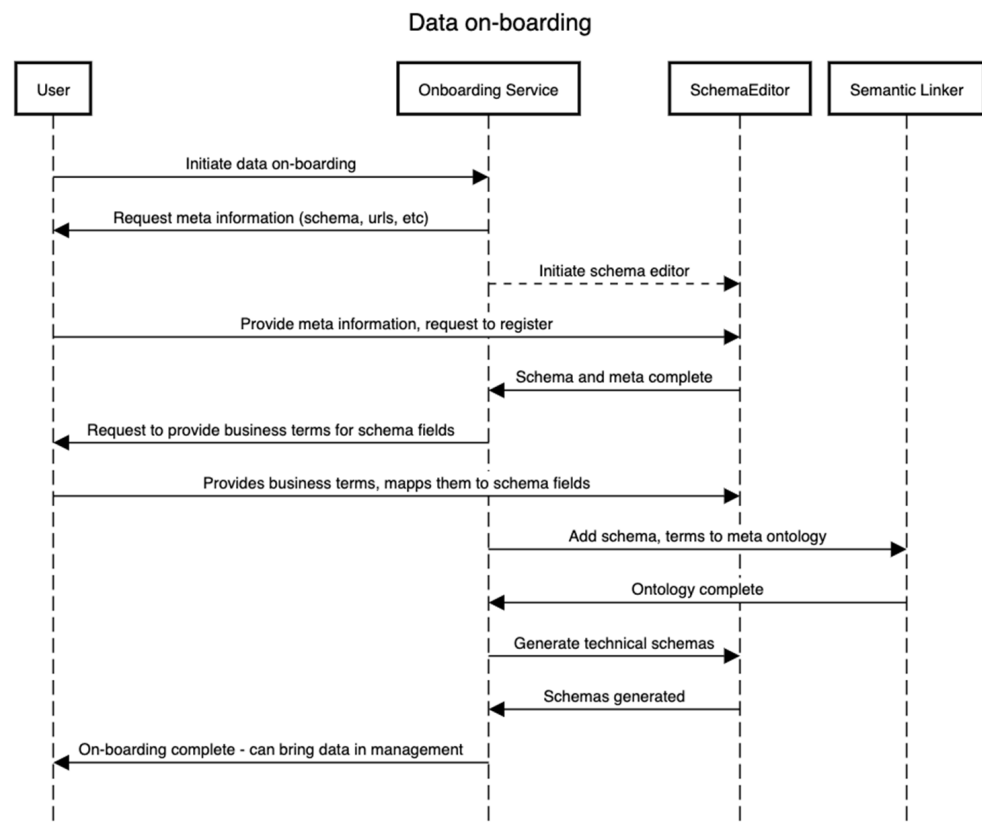 Data on-boarding
User
Onboarding Service
SchemaEditor
Semantic Linker
Initiate data on-boarding
Request meta information (schema, urls, etc)
Initiate schema editor
Provide meta information, request to register
Schema and meta complete
Request to provide business terms for schema fields
Provides business terms, mapps them to schema fields
Add schema, terms to meta ontology
Ontology complete
Generate technical schemas
Schemas generated
On-boarding complete - can bring data in management